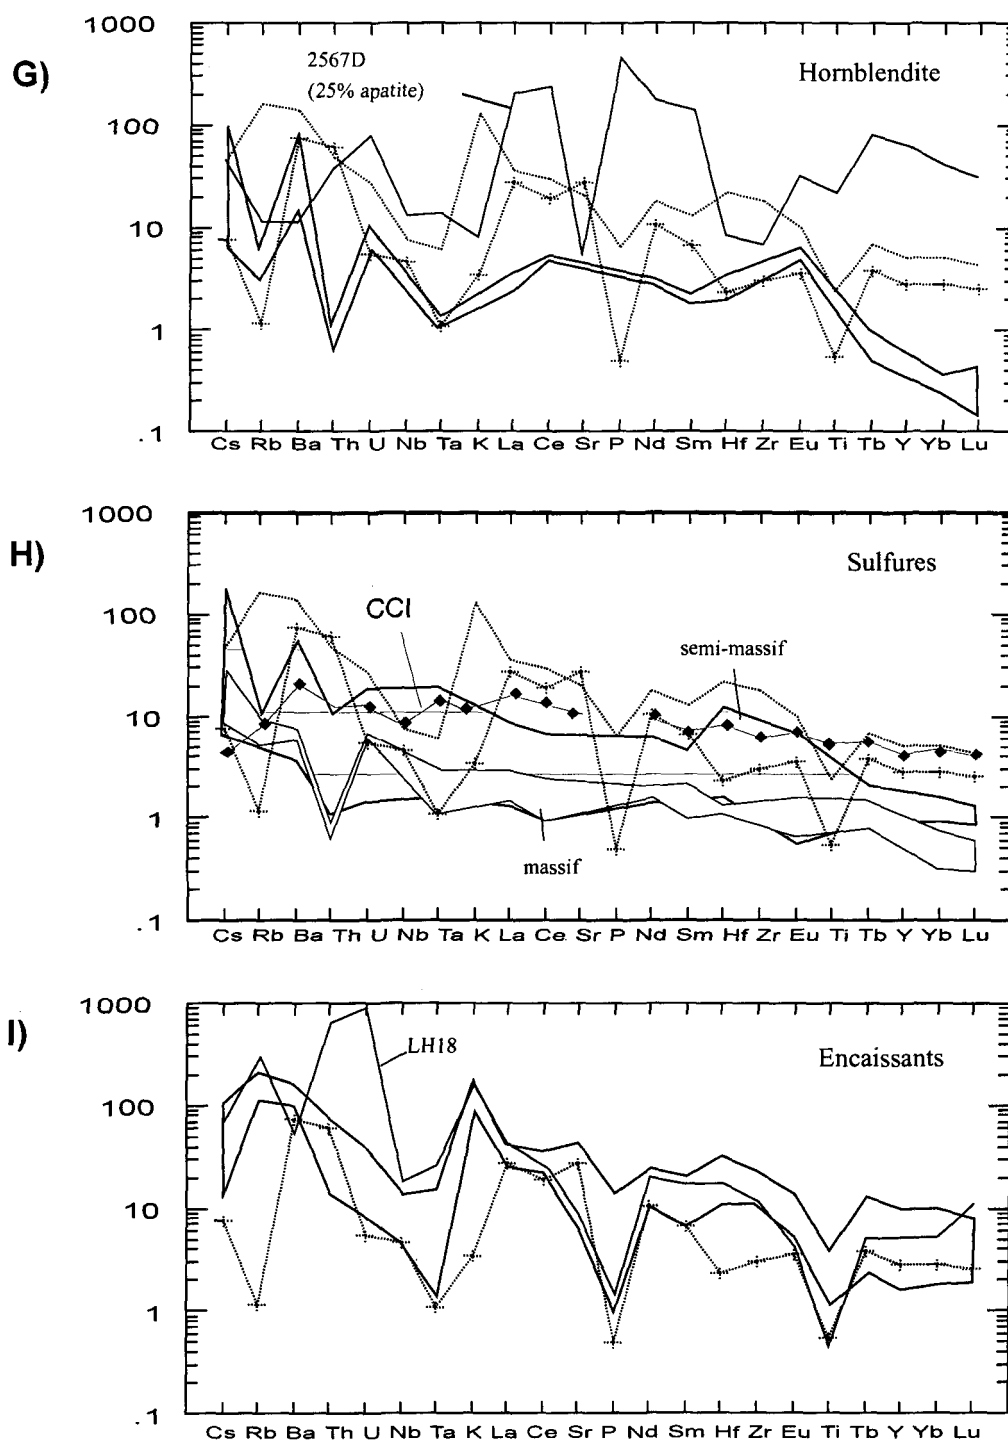 G)
1000
100
10
1
.1
2567D
(25% apatite)
Hornblendite
Cs Rb Ba Th U Nb Ta K La Ce Sr P Nd Sm Hf Zr Eu Ti Tb Y Yb Lu
H)
1000
100
10
1
.1
Sulfures
CCI
semi-massif
massif
Cs Rb Ba Th U Nb Ta K La Ce Sr P Nd Sm Hf Zr Eu Ti Tb Y Yb Lu
I)
1000
100
10
1
.1
LH18
Encaissants
Cs Rb Ba Th U Nb Ta K La Ce Sr P Nd Sm Hf Zr Eu Ti Tb Y Yb Lu